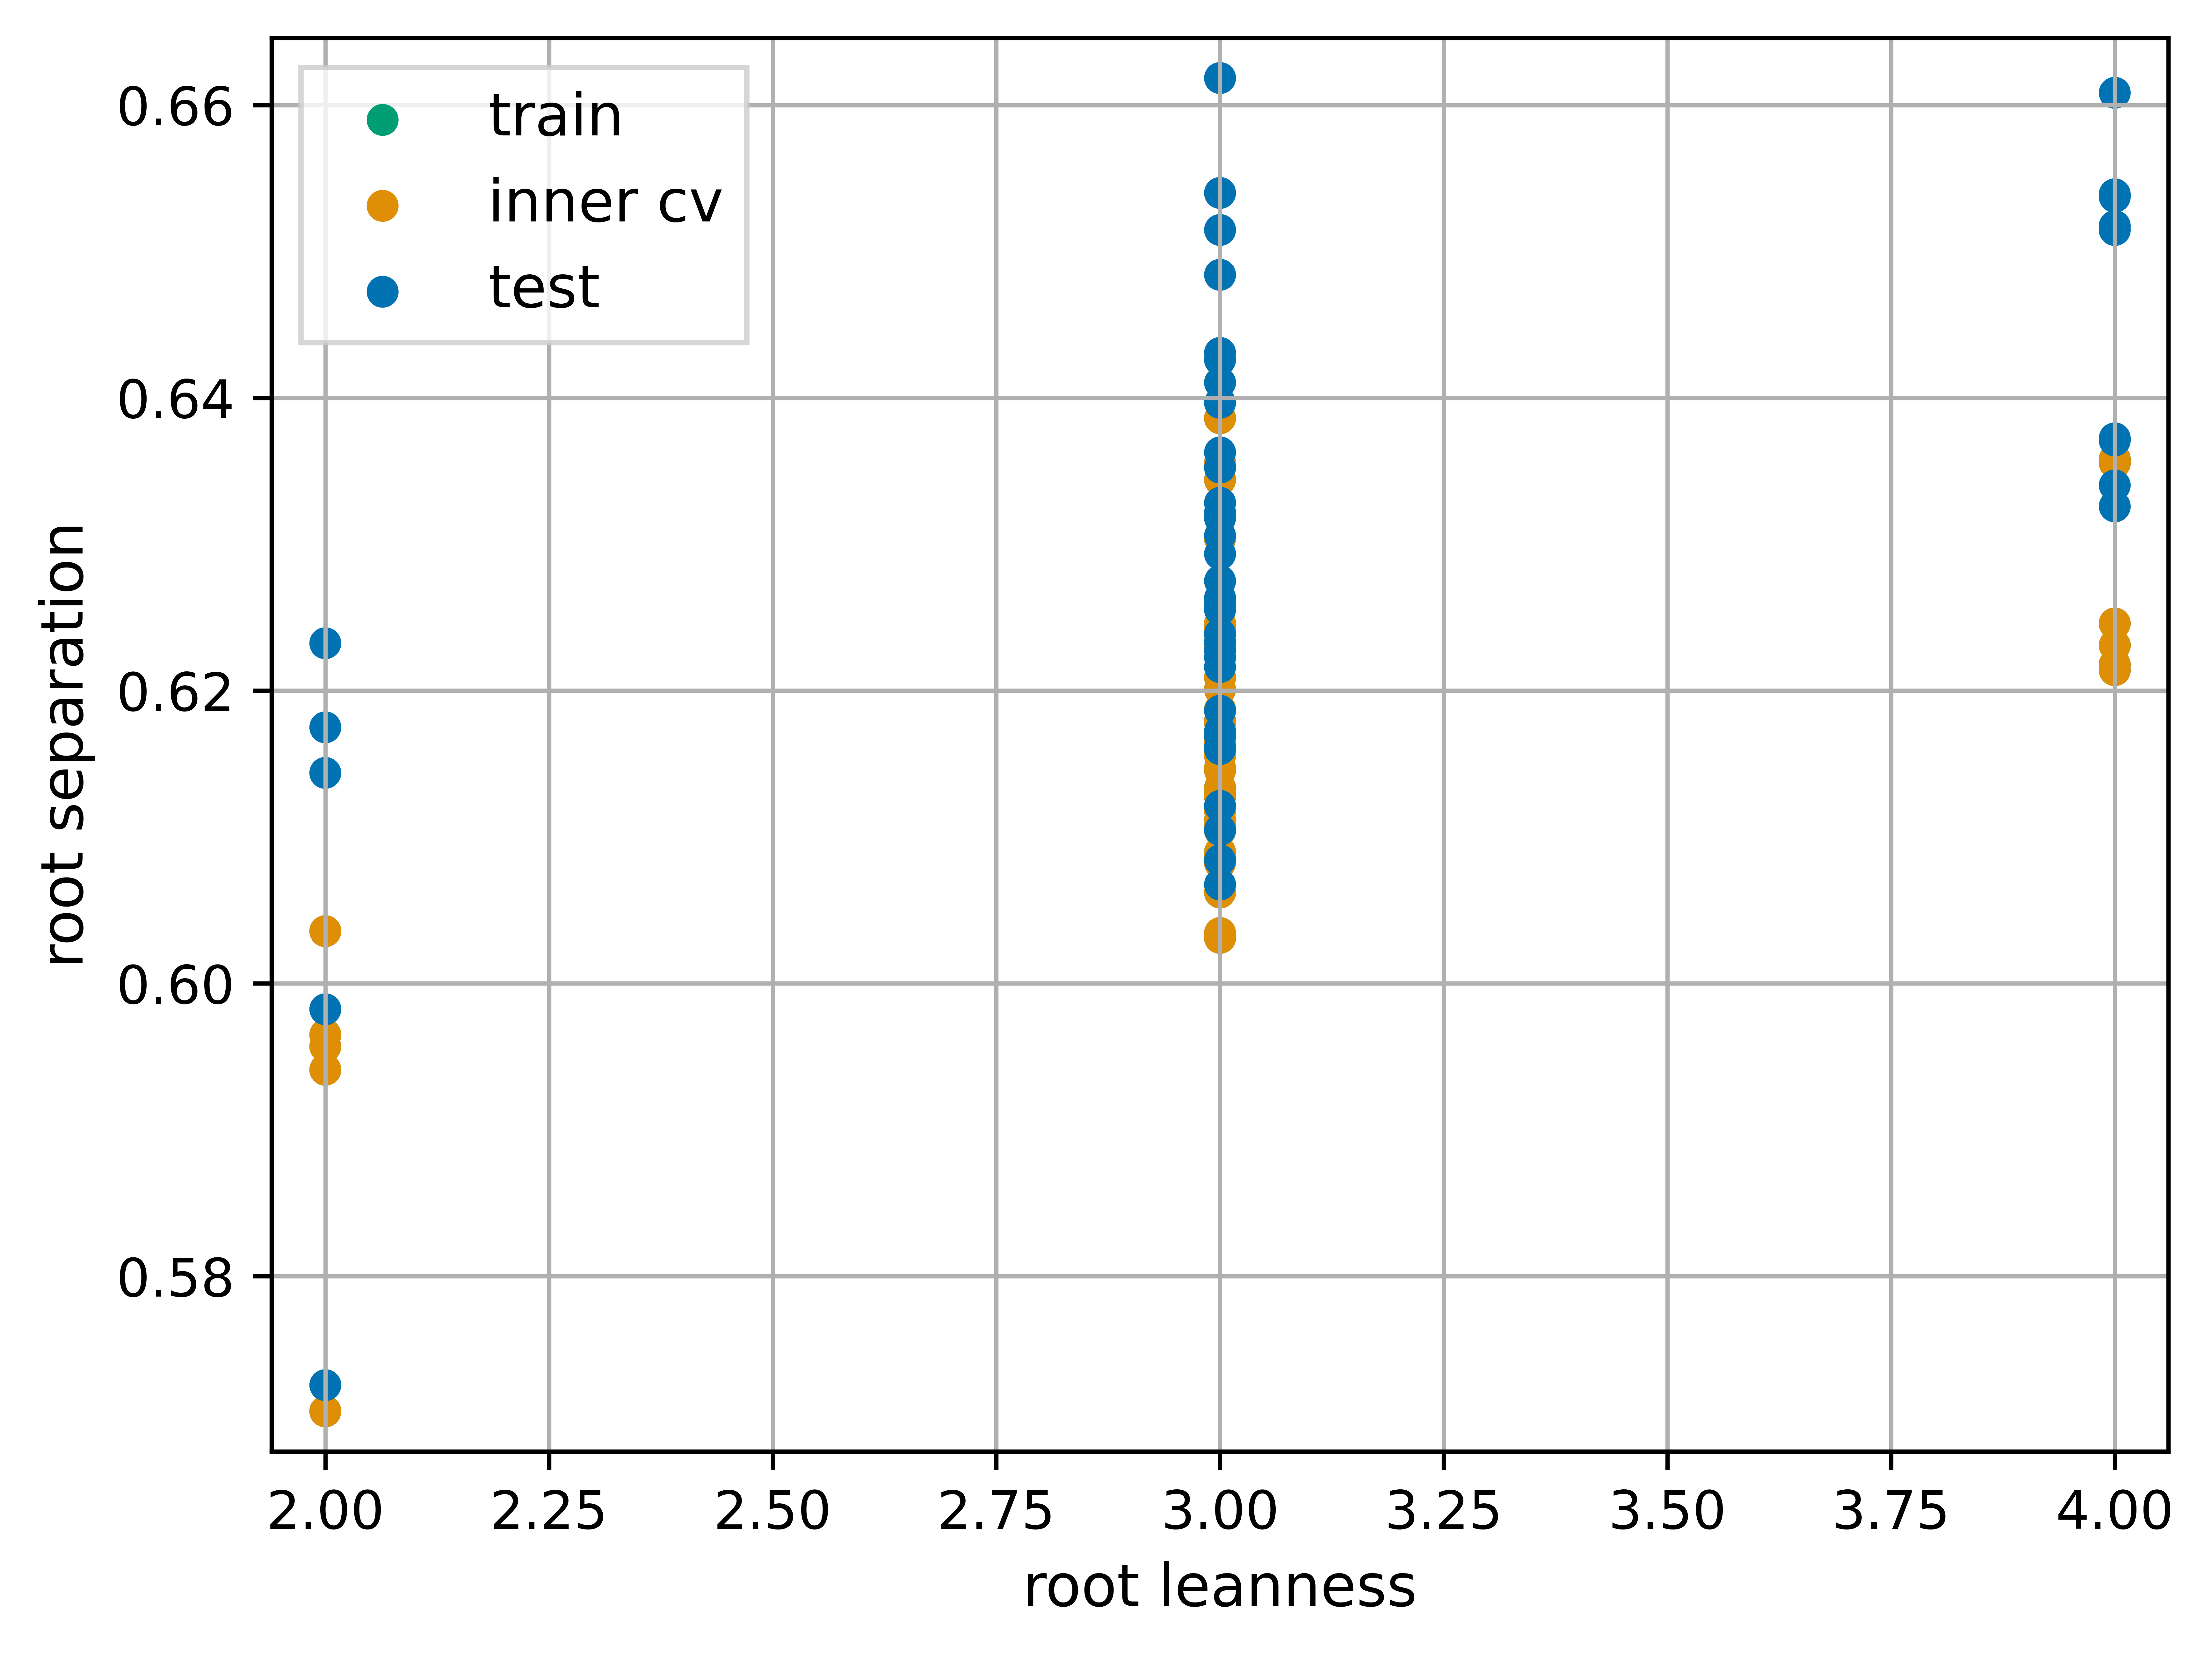 train
inner cv
test
0.66
0.64
0.62
0.60
0.58
root separation
2.00 2.25 2.50 2.75 3.00 3.25 3.50 3.75 4.00
root leanness